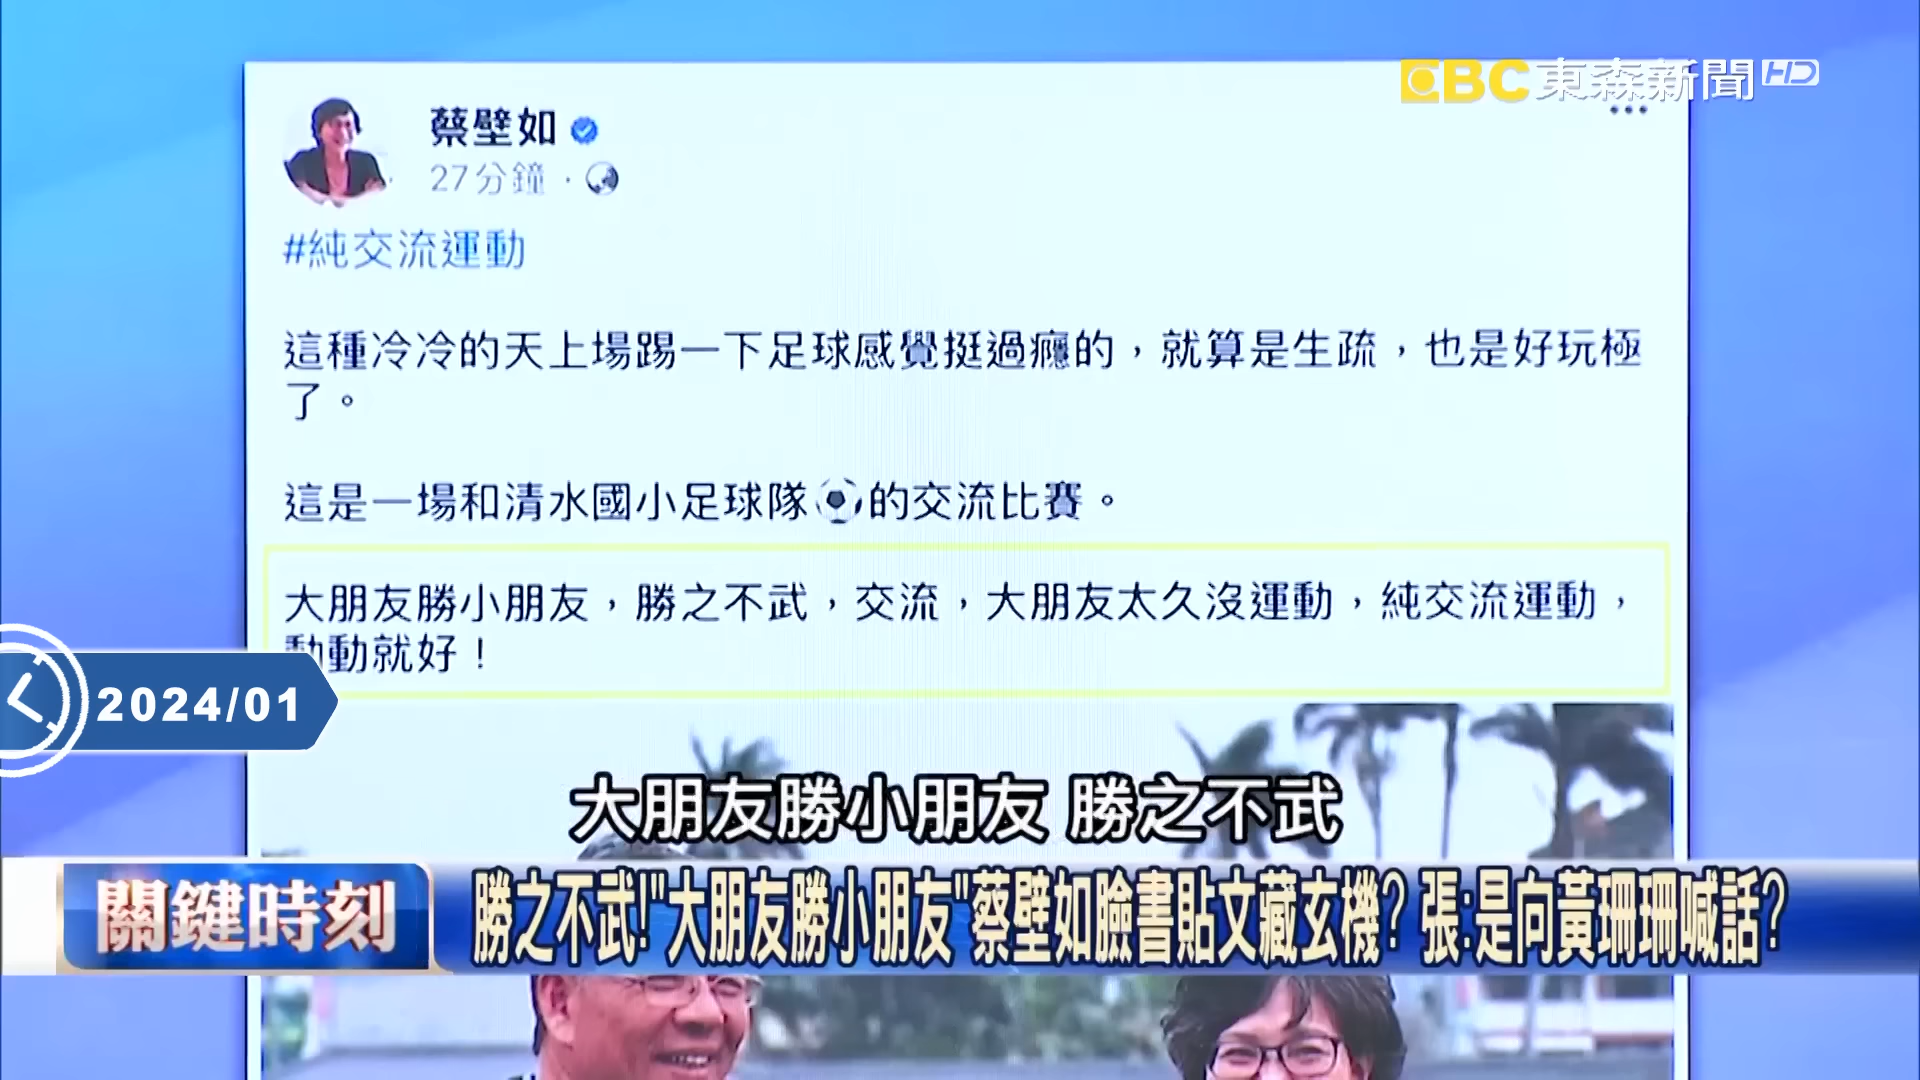 EBC 東森新聞 HD
蔡壁如
27分鐘 ·
#純交流運動
這種冷冷的天上場踢一下足球感覺挺過癮的，就算是生疏，也是好玩極
了。
這是一場和清水國小足球隊⚽的交流比賽。
大朋友勝小朋友，勝之不武，交流，大朋友太久沒運動，純交流運動，
動動就好！
2024/01
大朋友勝小朋友 勝之不武
關鍵時刻
勝之不武!"大朋友勝小朋友"蔡壁如臉書貼文藏玄機? 張:是向黃珊珊喊話?